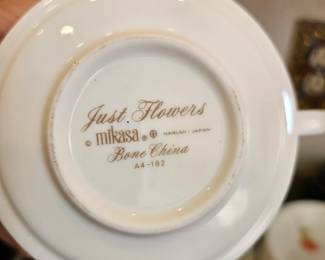 Just Flowers
© mikasa ® NARUMI - JAPAN
Bone China
A4-182